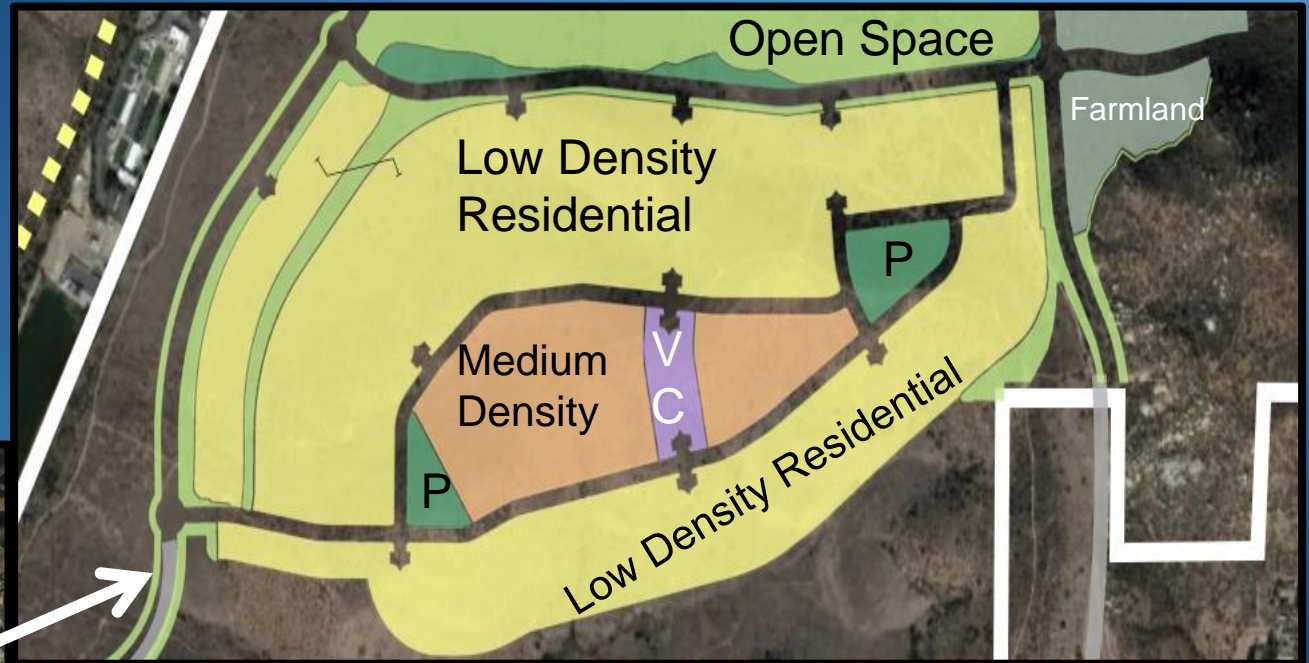 Open Space
Farmland
Low Density
Residential
P
Medium
Density
V
C
P
Low Density Residential